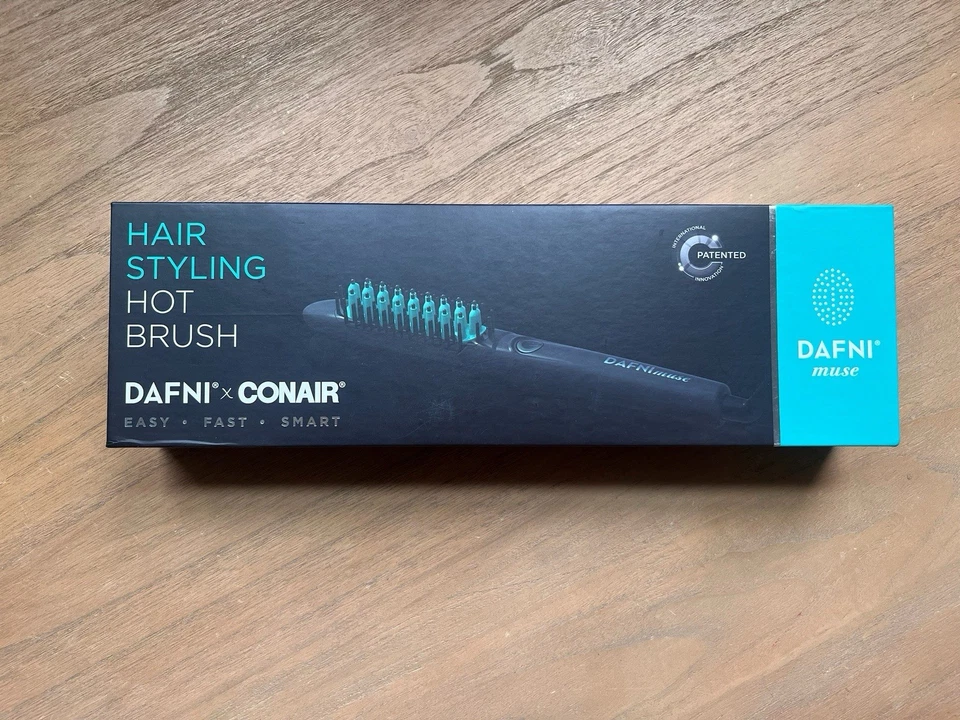 HAIR
STYLING
HOT
BRUSH
DAFNI® x CONAIR®
EASY • FAST • SMART
DAFNI muse
INTERNATIONAL
PATENTED
INNOVATION
DAFNI®
muse